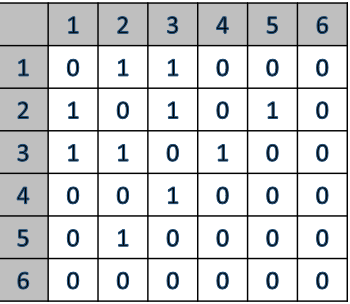 1 2 3 4 5 6
1 0 1 1 0 0 0
2 1 0 1 0 1 0
3 1 1 0 1 0 0
4 0 0 1 0 0 0
5 0 1 0 0 0 0
6 0 0 0 0 0 0